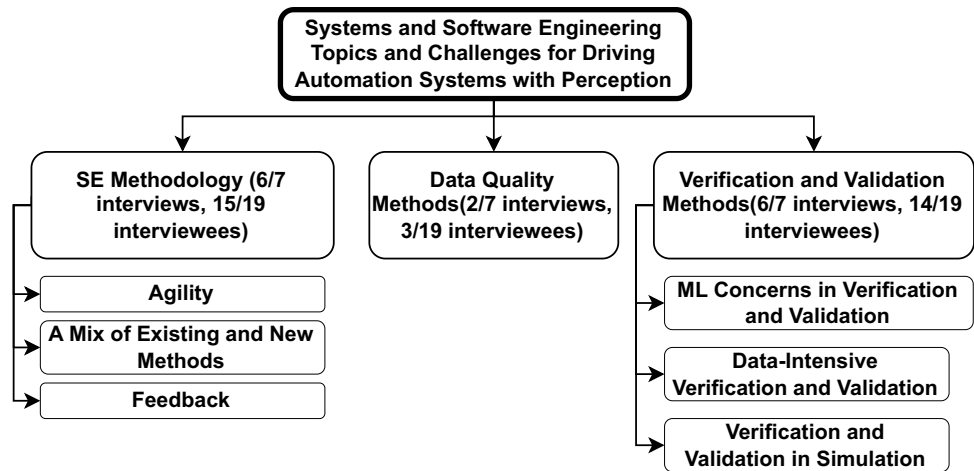 Systems and Software Engineering
Topics and Challenges for Driving
Automation Systems with Perception
SE Methodology (6/7
interviews, 15/19
interviewees)
Agility
A Mix of Existing and New
Methods
Feedback
Data Quality
Methods(2/7 interviews,
3/19 interviewees)
Verification and Validation
Methods(6/7 interviews, 14/19
interviewees)
ML Concerns in Verification
and Validation
Data-Intensive
Verification and Validation
Verification and
Validation in Simulation